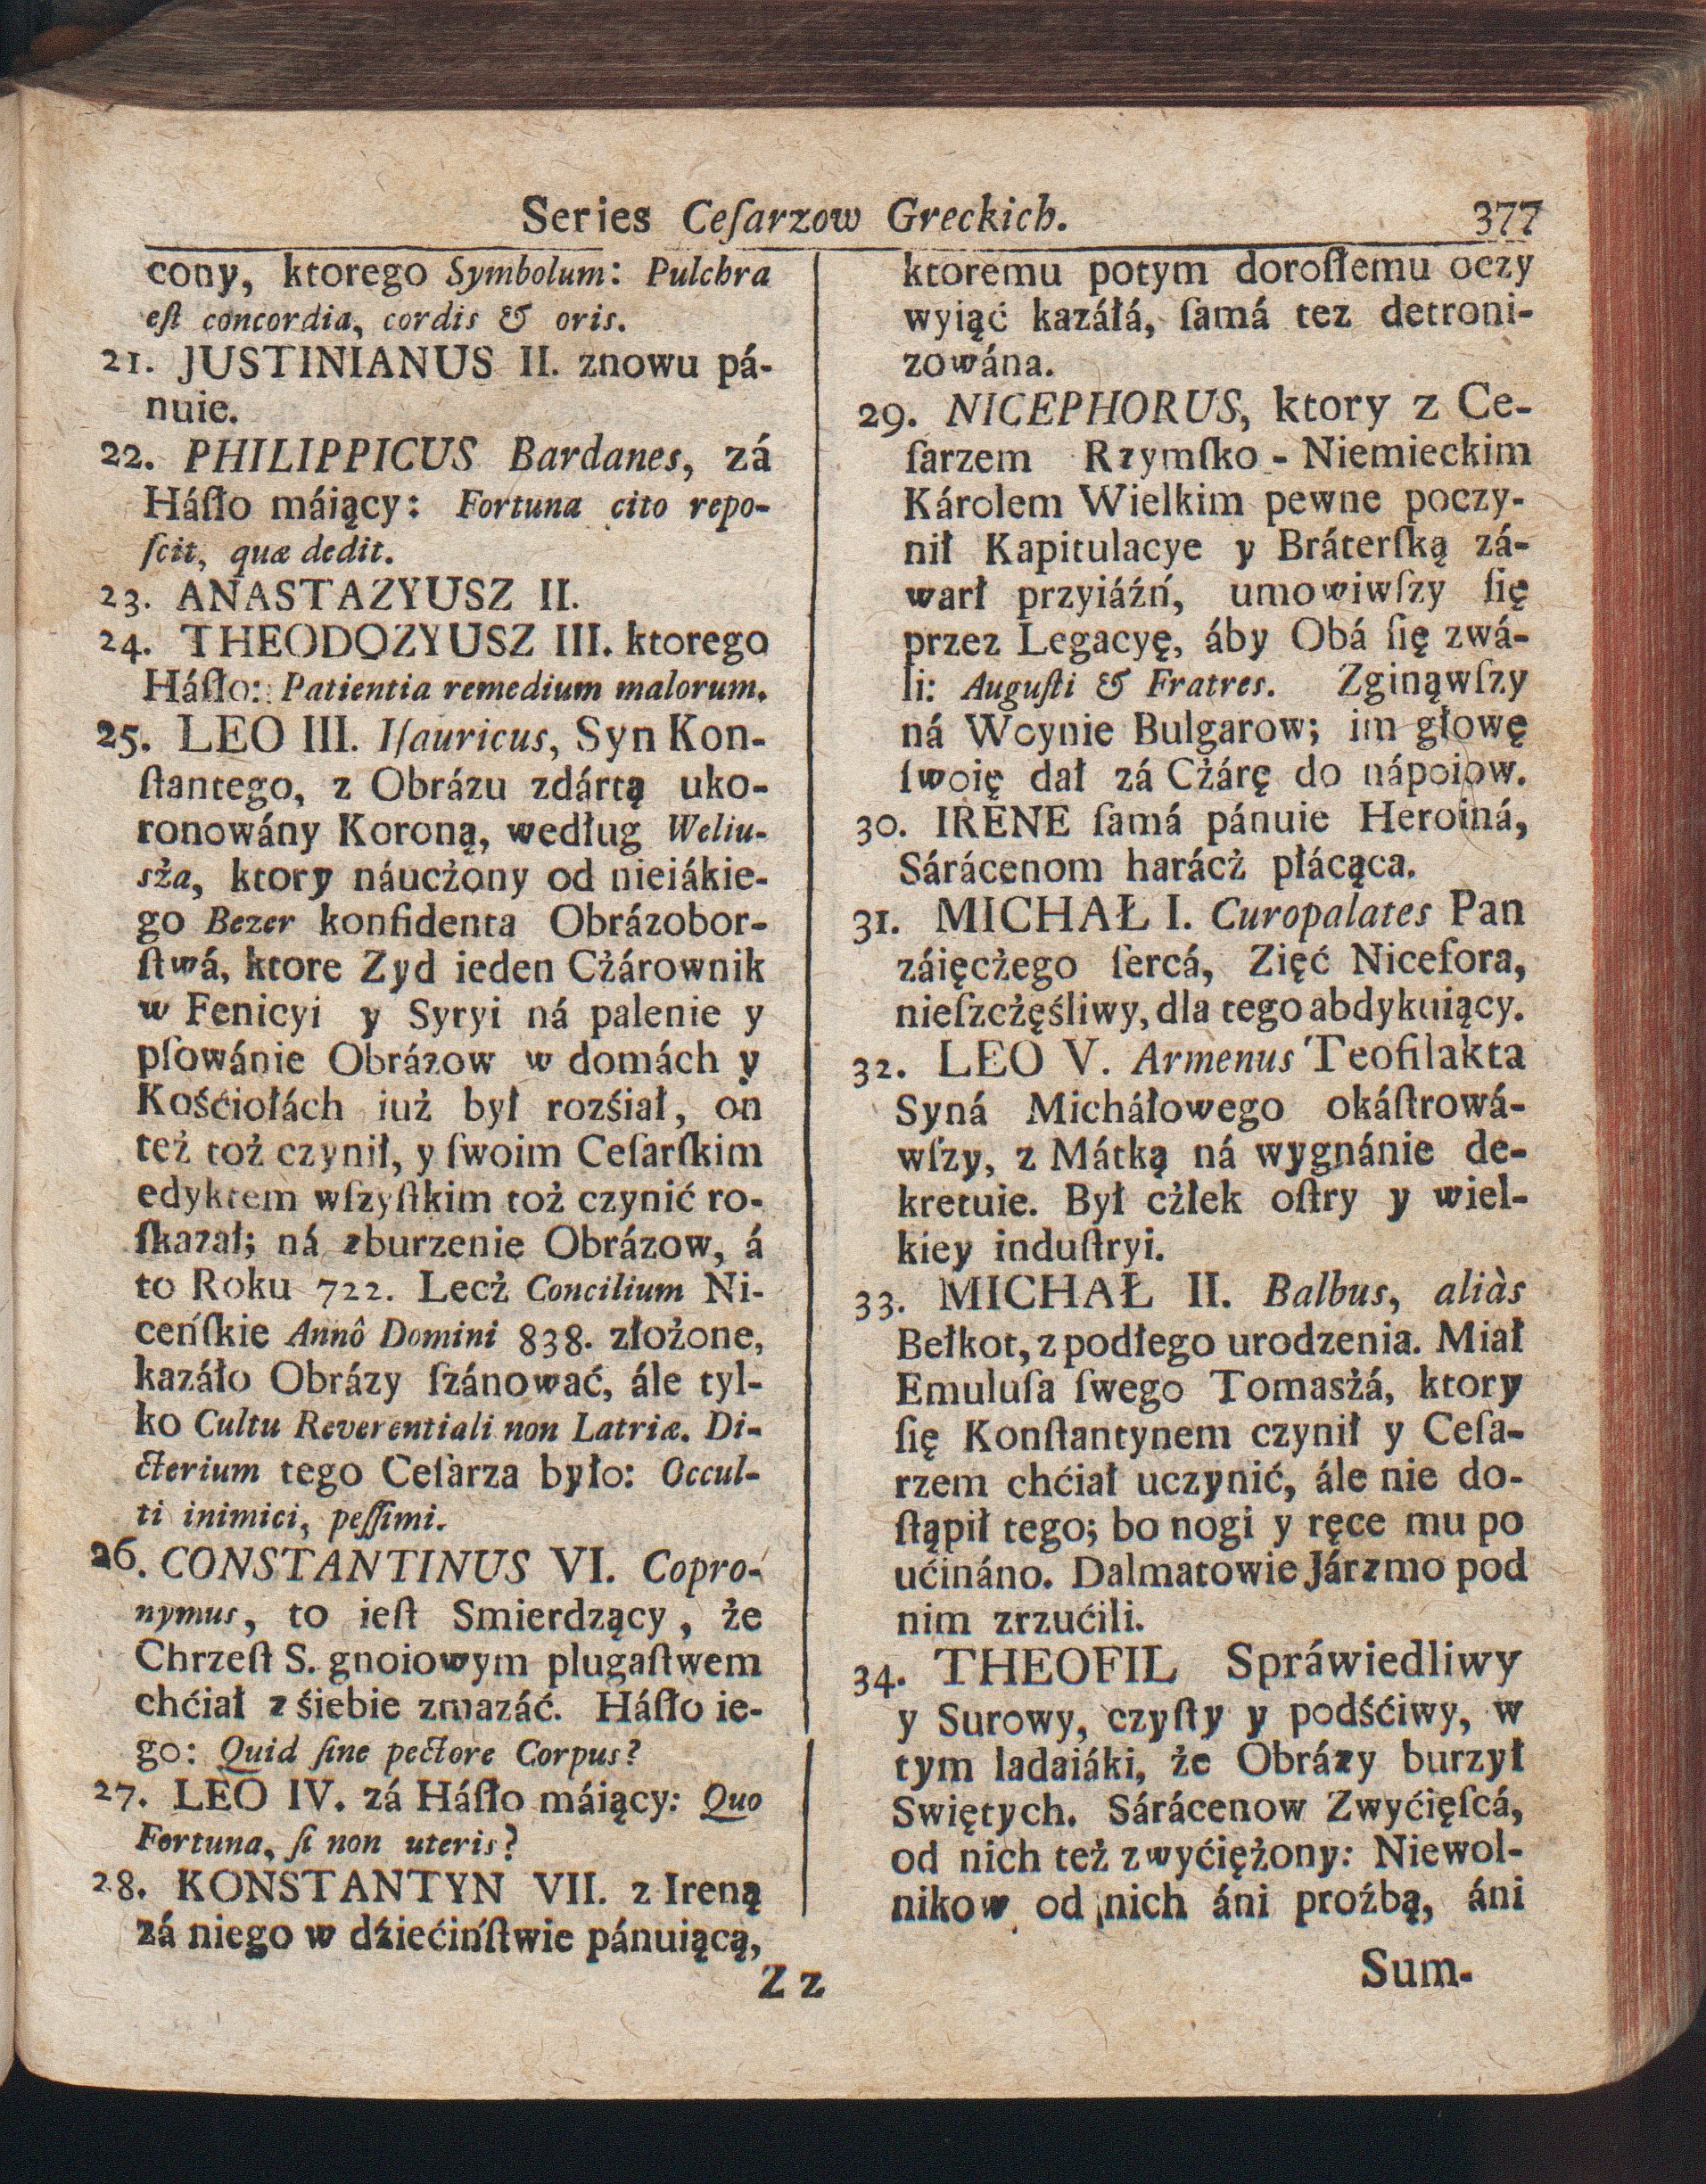 Series Ceſarzow Greckich. 377
cony, ktorego Symbolum: Pulchra
eſt concordia, cordis & oris.
21. JUSTINIANUS II. znowu pá-
nuie.
22. PHILIPPICUS Bardanes, zá
Háſło máiący: Fortuna cito repo-
ſcit, quæ dedit.
23. ANASTAZYUSZ II.
24. THEODOZYUSZ III. ktorego
Háſło: Patientia remedium malorum.
25. LEO III. Iſauricus, Syn Kon-
ſtantego, z Obrázu zdártą uko-
ronowány Koroną, według Weliu-
sża, ktory náucżony od nieiákie-
go Bezer konfidenta Obrázobor-
ſtwá, ktore Zyd ieden Cżárownik
w Fenicyi y Syryi ná palenie y
pſowánie Obrázow w domách y
Kośćiołách iuż był rozśiał, on
też toż czynił, y ſwoim Ceſarſkim
edyktem wſzyſtkim toż czynić ro-
ſkazał; ná zburzenie Obrázow, á
to Roku 722. Lecż Concilium Ni-
ceńſkie Annô Domini 838. złożone,
kazáło Obrázy ſzánować, ále tyl-
ko Cultu Reverentiali non Latriæ. Di-
cterium tego Ceſarza było: Occul-
ti inimici, peſſimi.
26. CONSTANTINUS VI. Copro-
nymus, to ieſt Smierdzący, że
Chrzeſt S. gnoiowym plugaſtwem
chćiał z śiebie zmazáć. Háſło ie-
go: Quid ſine pectore Corpus?
27. LEO IV. zá Háſło máiący: Quo
Fortuna, ſi non uteris?
28. KONSTANTYN VII. z Ireną
zá niego w dźiećińſtwie pánuiącą,
Z z
ktoremu potym doroſłemu oczy
wyiąć kazáłá, ſamá tez detroni-
zowána.
29. NICEPHORUS, ktory z Ce-
ſarzem Rzymſko - Niemieckim
Károlem Wielkim pewne poczy-
nił Kapitulacye y Bráterſką zá-
warł przyiáźń, umowiwſzy ſię
przez Legacyę, áby Obá ſię zwá-
li: Auguſti & Fratres. Zginąwſzy
ná Woynie Bulgarow; im głowę
ſwoię dał zá Cżárę do nápoiow.
30. IRENE ſamá pánuie Heroiná,
Sárácenom harácż płácąca.
31. MICHAŁ I. Curopalates Pan
záięcżego ſercá, Zięć Nicefora,
nieſzcżęśliwy, dla tego abdykuiący.
32. LEO V. Armenus Teofilakta
Syná Micháłowego okáſtrowá-
wſzy, z Mátką ná wygnánie de-
kretuie. Był cżłek oſtry y wiel-
kiey induſtryi.
33. MICHAŁ II. Balbus, aliàs
Bełkot, z podłego urodzenia. Miał
Emuluſa ſwego Tomasżá, ktory
ſię Konſtantynem czynił y Ceſa-
rzem chćiał uczynić, ále nie do-
ſtąpił tego; bo nogi y ręce mu po
ućináno. Dalmatowie Járzmo pod
nim zrzućili.
34. THEOFIL Spráwiedliwy
y Surowy, czyſty y podśćiwy, w
tym ladaiáki, że Obrázy burzył
Swiętych. Sárácenow Zwyćięſcá,
od nich też zwyćiężony: Niewol-
nikow od nich áni proźbą, áni
Sum-